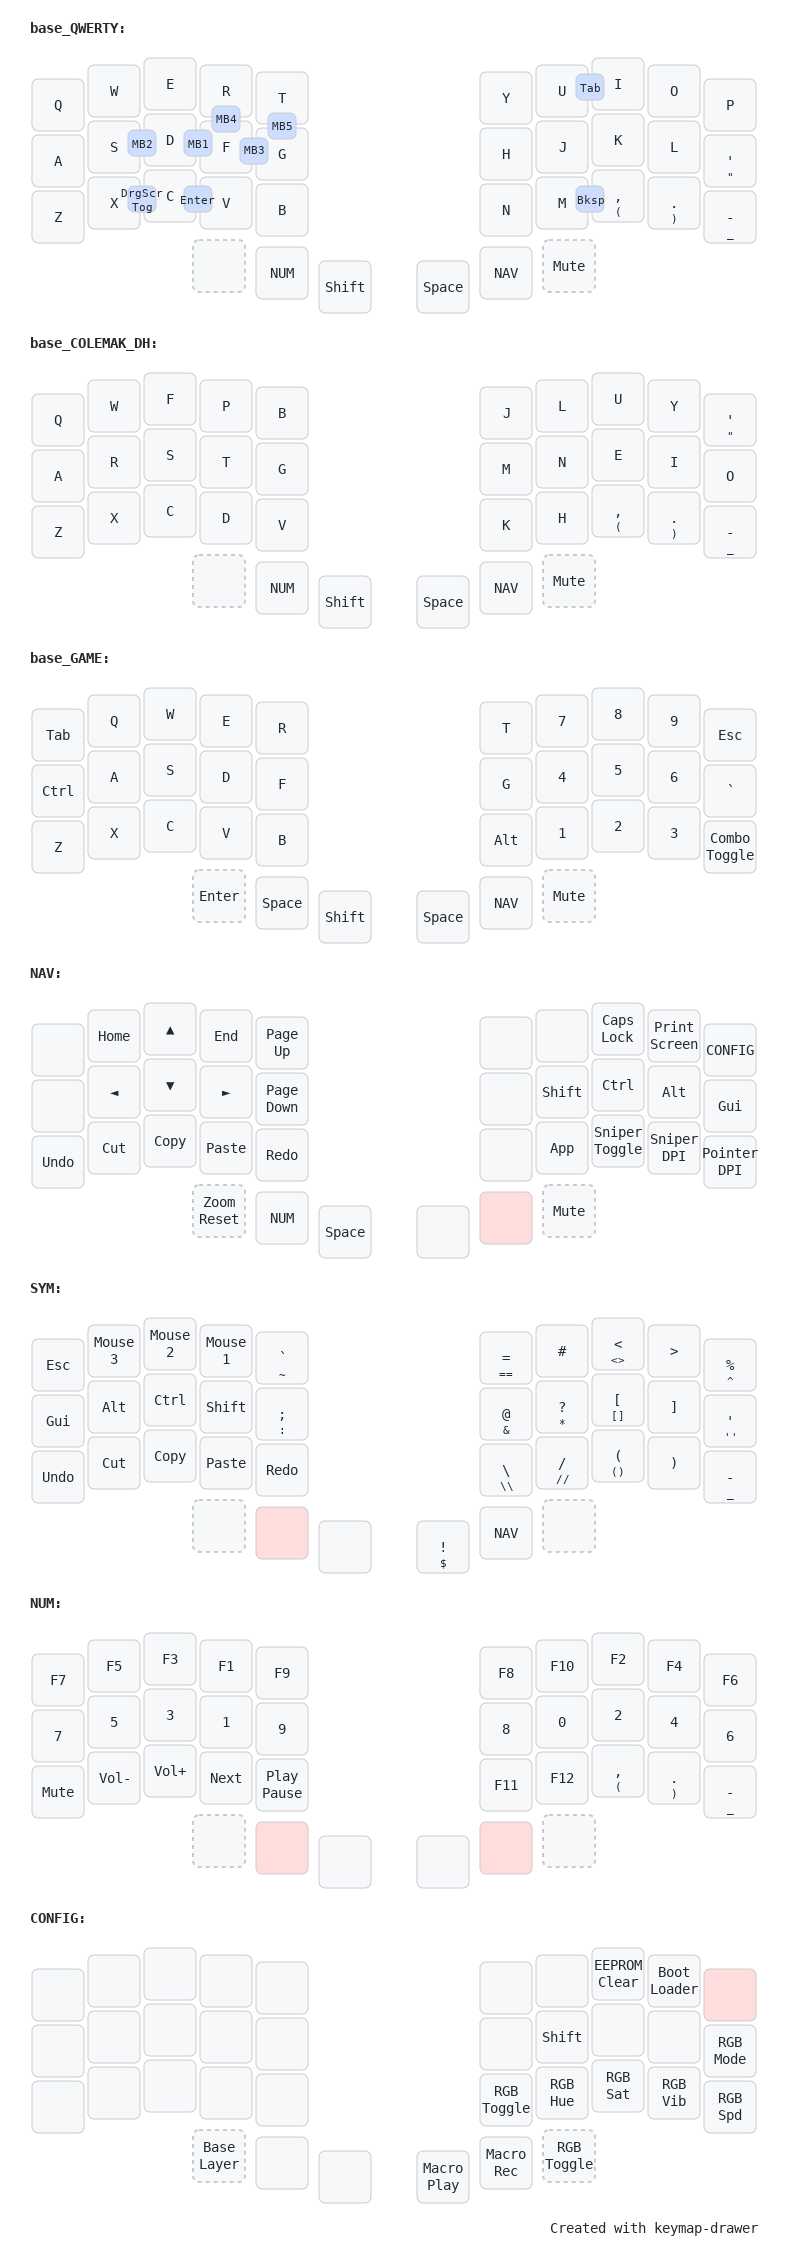 base_QWERTY:
Q W E R T Y U Tab I O P
MB4 MB5
A S MB2 D MB1 F MB3 G H J K L ' "
Z X DrgScr Tog C Enter V B N M Bksp , ( . ) - _
NUM Shift Space NAV Mute
base_COLEMAK_DH:
Q W F P B J L U Y ' "
A R S T G M N E I O
Z X C D V K H , ( . ) - _
NUM Shift Space NAV Mute
base_GAME:
Tab Q W E R T 7 8 9 Esc
Ctrl A S D F G 4 5 6 `
Z X C V B Alt 1 2 3 Combo Toggle
Enter Space Shift Space NAV Mute
NAV:
Home ▲ End Page Up Caps Lock Print Screen CONFIG
◄ ▼ ► Page Down Shift Ctrl Alt Gui
Undo Cut Copy Paste Redo App Sniper Toggle Sniper DPI Pointer DPI
Zoom Reset NUM Space Mute
SYM:
Esc Mouse 3 Mouse 2 Mouse 1 ` ~ = == # < <> > % ^
Gui Alt Ctrl Shift ; : @ & ? * [ [] ] ' ''
Undo Cut Copy Paste Redo \ \\ / // ( () ) - _
! $ NAV
NUM:
F7 F5 F3 F1 F9 F8 F10 F2 F4 F6
7 5 3 1 9 8 0 2 4 6
Mute Vol- Vol+ Next Play Pause F11 F12 , ( . ) - _
CONFIG:
EEPROM Clear Boot Loader
Shift RGB Mode
RGB Toggle RGB Hue RGB Sat RGB Vib RGB Spd
Base Layer Macro Play Macro Rec RGB Toggle
Created with keymap-drawer